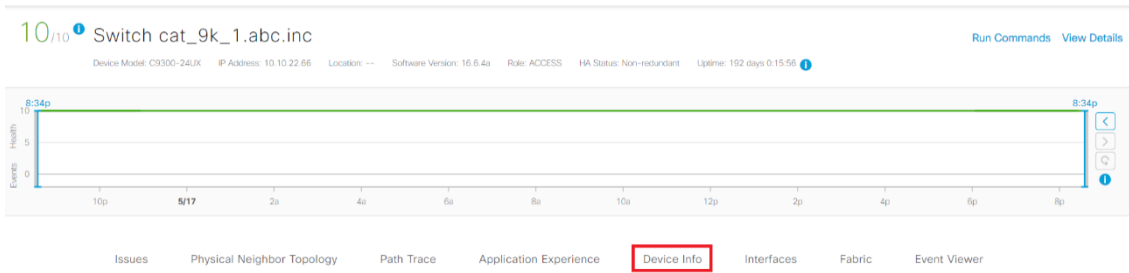 10/10 Switch cat_9k_1.abc.inc
Run Commands View Details
Device Model: C9300-24UX IP Address: 10.10.22.66 Location: -- Software Version: 16.6.4a Role: ACCESS HA Status: Non-redundant Uptime: 192 days 0:15:56
8:34p 8:34p
10
Health
5
Events
0
10p 5/17 2a 4a 6a 8a 10a 12p 2p 4p 6p 8p
Issues Physical Neighbor Topology Path Trace Application Experience Device Info Interfaces Fabric Event Viewer